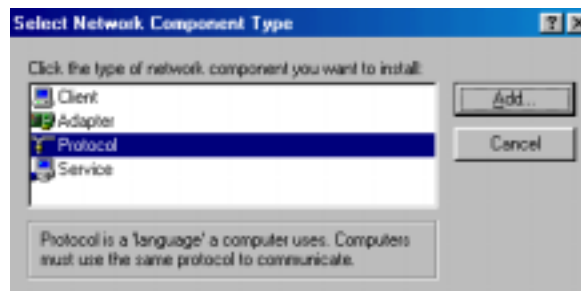 Select Network Component Type
Click the type of network component you want to install:
Client
Adapter
Protocol
Service
Add...
Cancel
Protocol is a 'language' a computer uses. Computers
must use the same protocol to communicate.